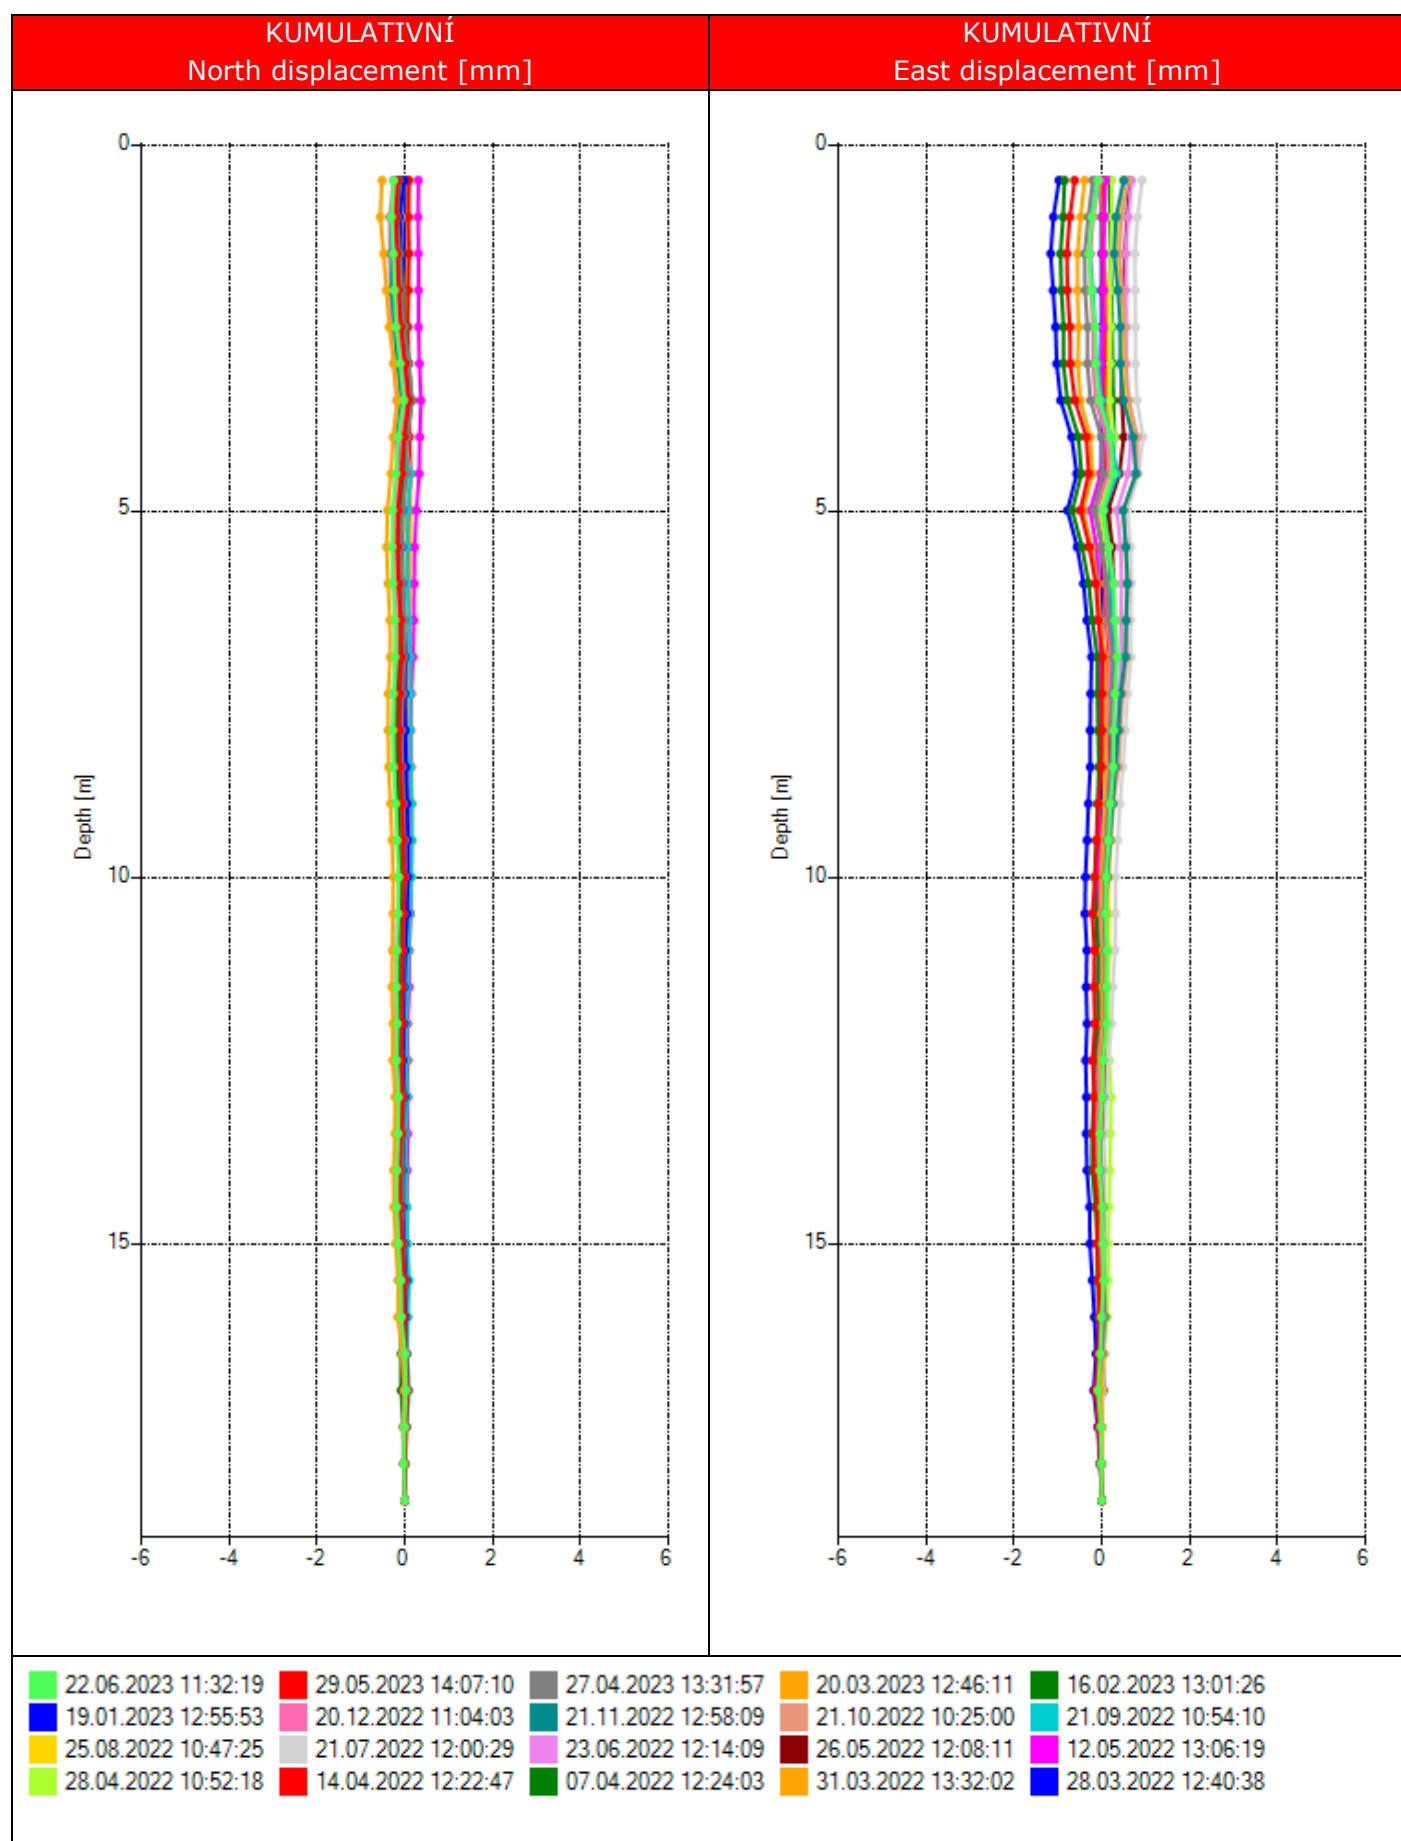 KUMULATIVNÍ
North displacement [mm]
KUMULATIVNÍ
East displacement [mm]
0
5
10
15
Depth [m]
-6 -4 -2 0 2 4 6
0
5
10
15
Depth [m]
-6 -4 -2 0 2 4 6
22.06.2023 11:32:19 29.05.2023 14:07:10 27.04.2023 13:31:57 20.03.2023 12:46:11 16.02.2023 13:01:26
19.01.2023 12:55:53 20.12.2022 11:04:03 21.11.2022 12:58:09 21.10.2022 10:25:00 21.09.2022 10:54:10
25.08.2022 10:47:25 21.07.2022 12:00:29 23.06.2022 12:14:09 26.05.2022 12:08:11 12.05.2022 13:06:19
28.04.2022 10:52:18 14.04.2022 12:22:47 07.04.2022 12:24:03 31.03.2022 13:32:02 28.03.2022 12:40:38